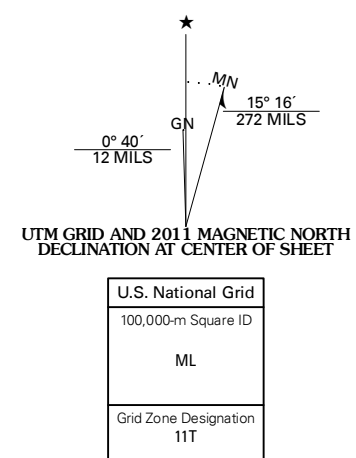 ★
MN
GN
15° 16´
272 MILS
0° 40´
12 MILS
UTM GRID AND 2011 MAGNETIC NORTH
DECLINATION AT CENTER OF SHEET
U.S. National Grid
100,000-m Square ID
ML
Grid Zone Designation
11T